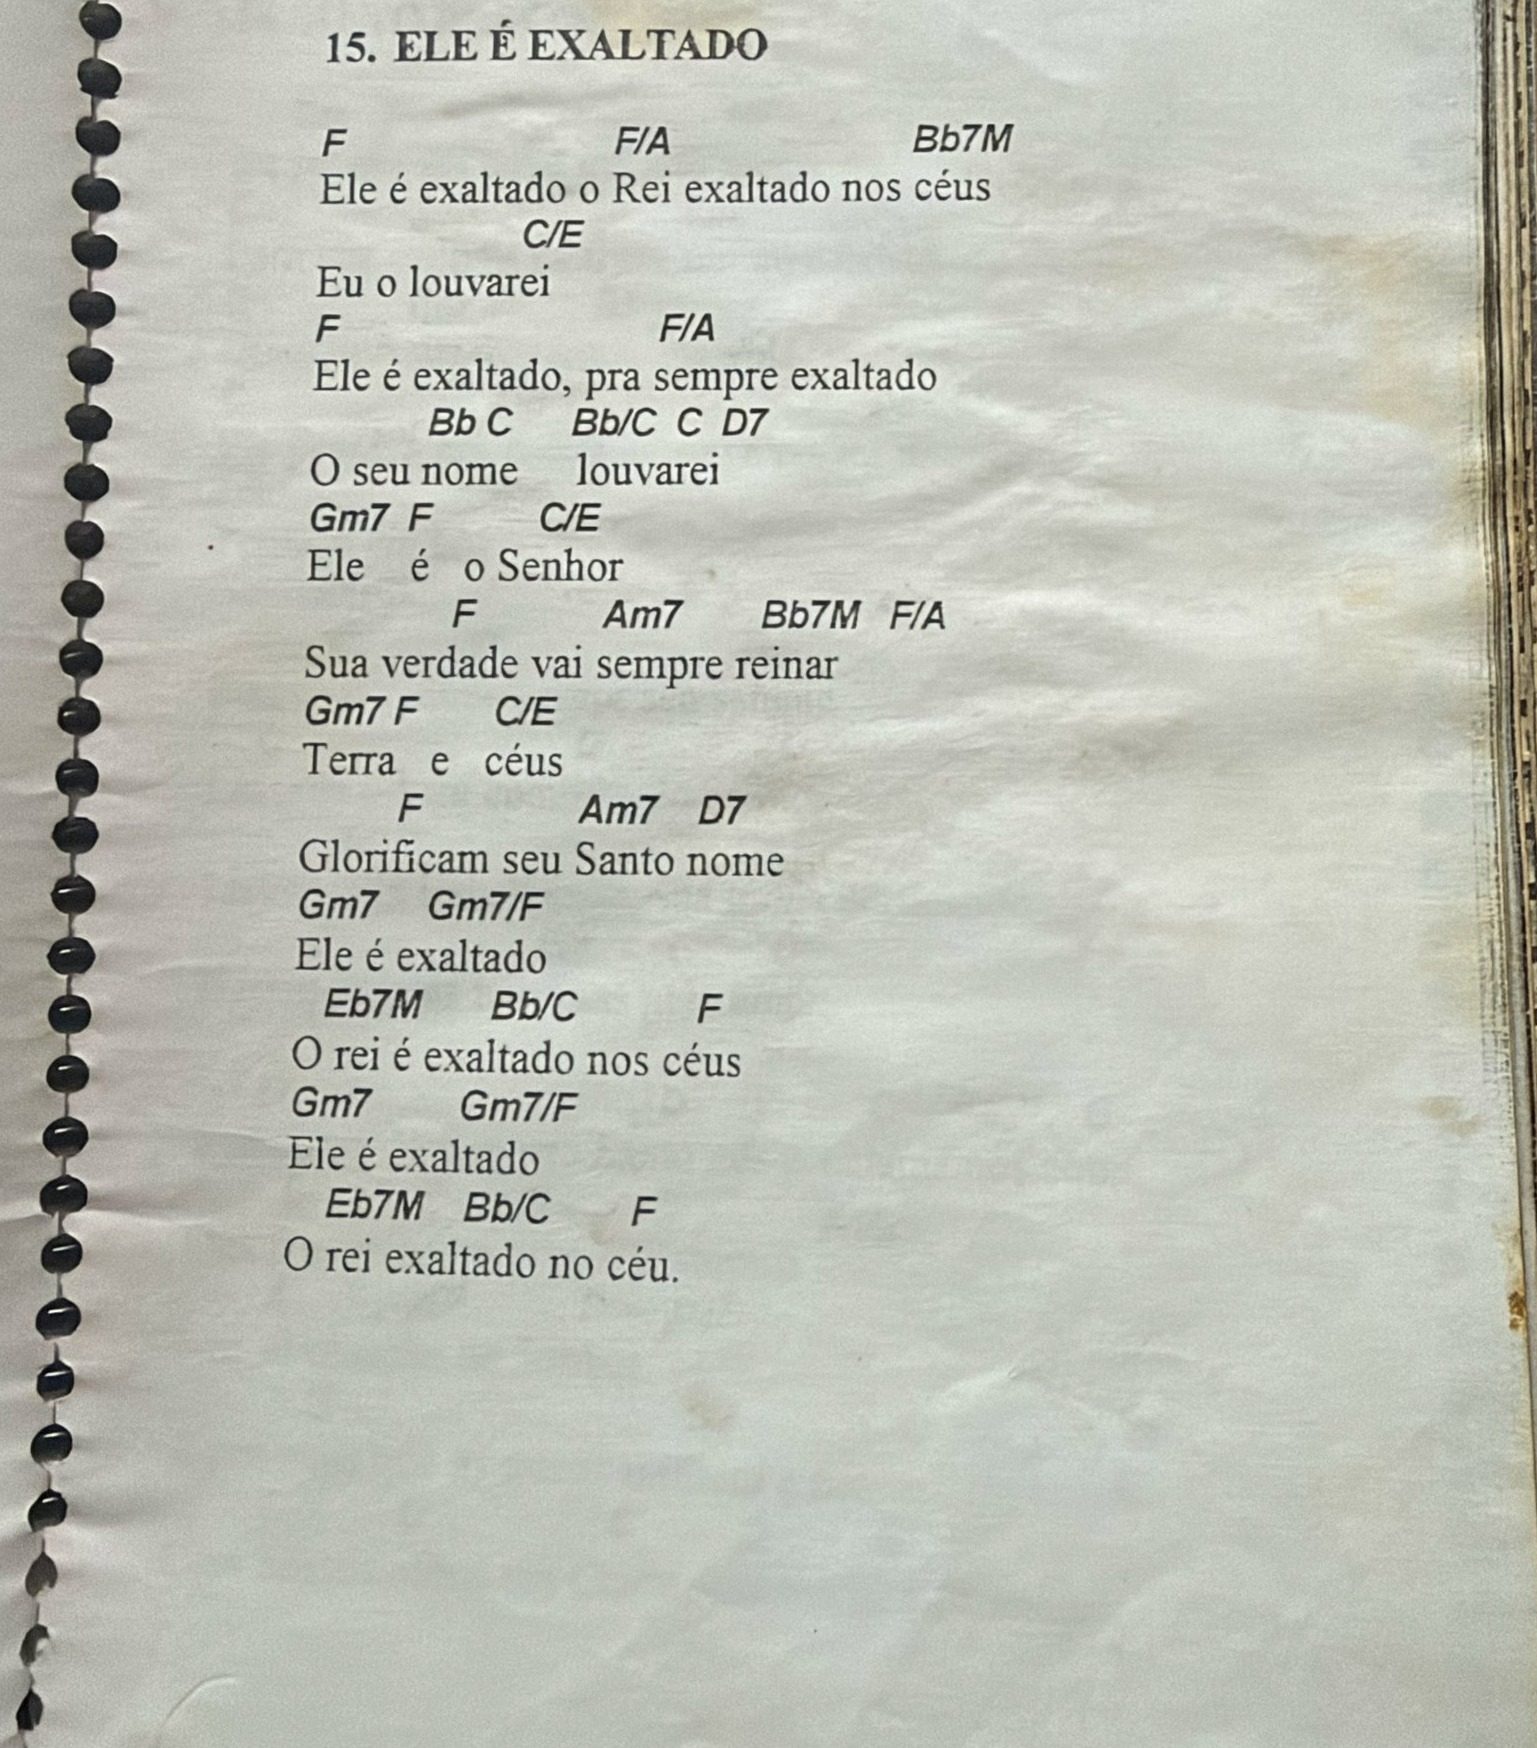 15. ELE É EXALTADO
F F/A Bb7M
Ele é exaltado o Rei exaltado nos céus
C/E
Eu o louvarei
F F/A
Ele é exaltado, pra sempre exaltado
Bb C Bb/C C D7
O seu nome louvarei
Gm7 F C/E
Ele é o Senhor
F Am7 Bb7M F/A
Sua verdade vai sempre reinar
Gm7 F C/E
Terra e céus
F Am7 D7
Glorificam seu Santo nome
Gm7 Gm7/F
Ele é exaltado
Eb7M Bb/C F
O rei é exaltado nos céus
Gm7 Gm7/F
Ele é exaltado
Eb7M Bb/C F
O rei exaltado no céu.